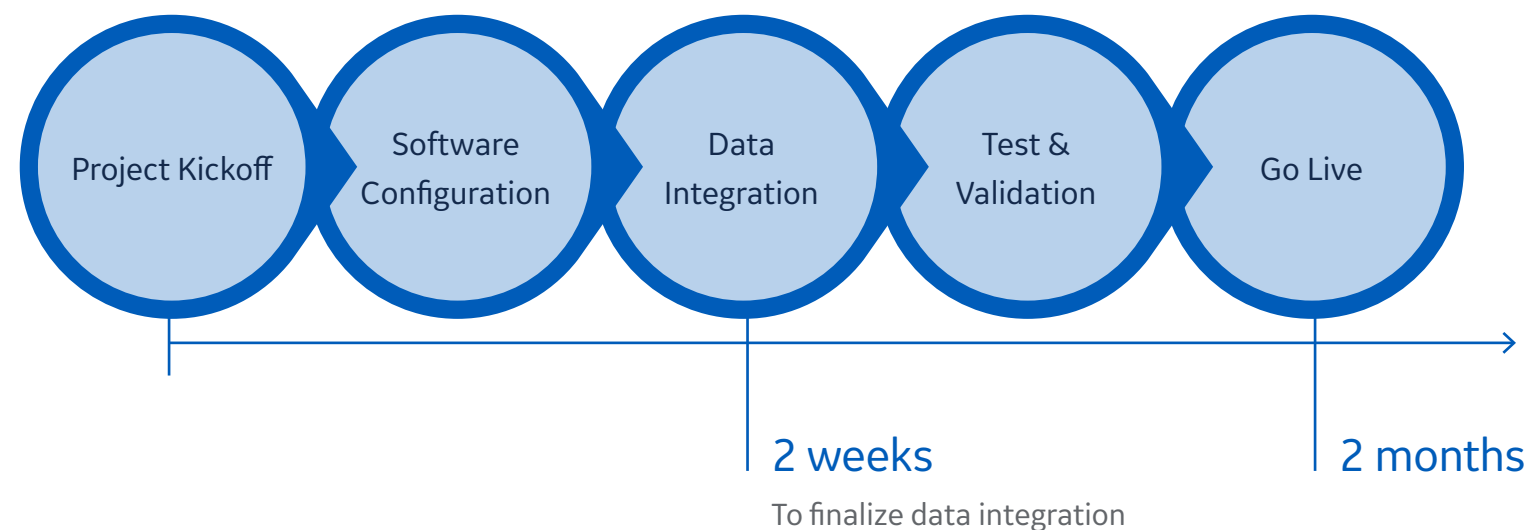 Project Kickoff
Software
Configuration
Data
Integration
Test &
Validation
Go Live
2 weeks
To finalize data integration
2 months